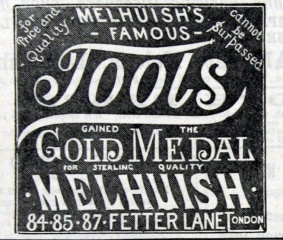 for
Price and
Quality
MELHUISH'S
- FAMOUS -
cannot
be
Surpassed
Tools
GAINED THE
GOLD MEDAL
FOR STERLING QUALITY
· MELHUISH ·
84·85·87·FETTER LANE LONDON